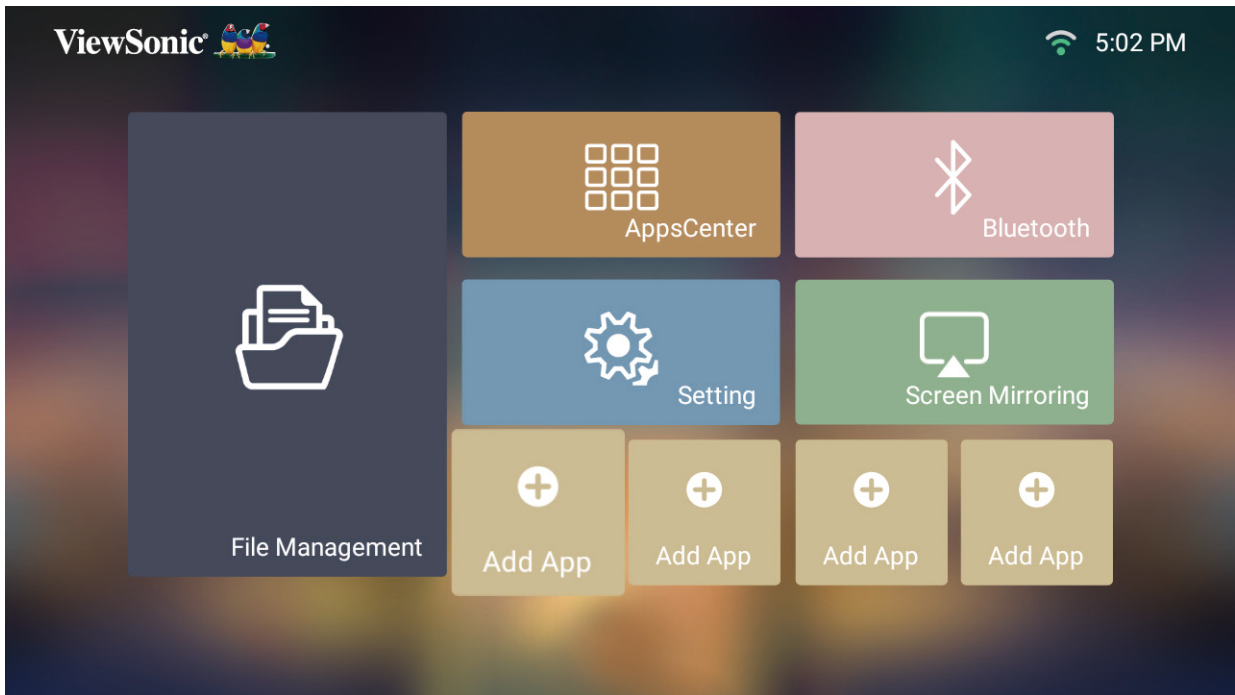 ViewSonic®
5:02 PM
AppsCenter
Bluetooth
Setting
Screen Mirroring
File Management
Add App
Add App
Add App
Add App